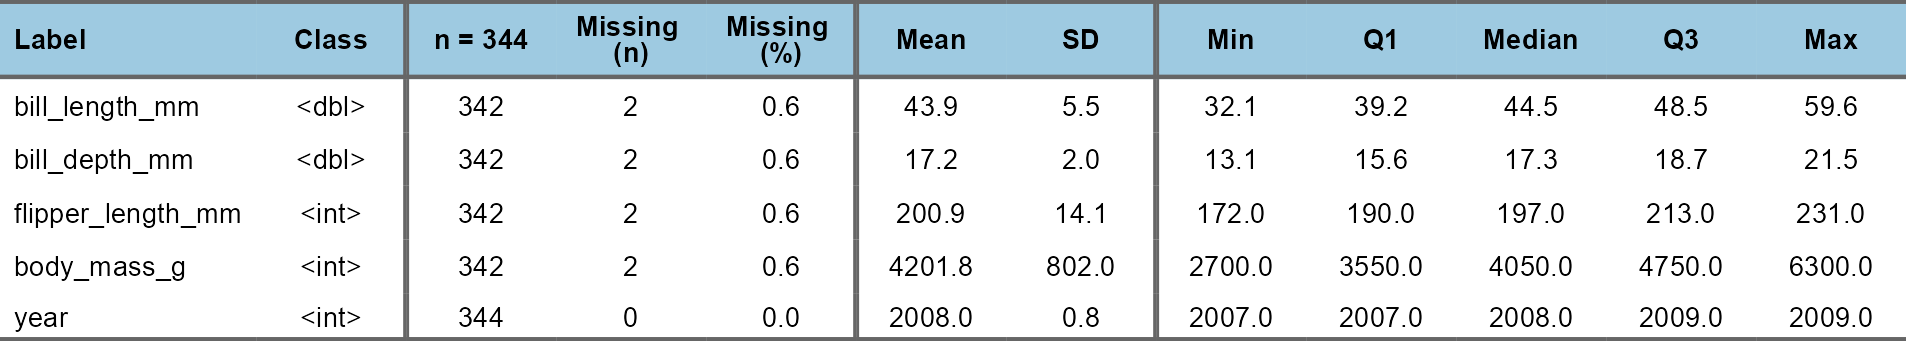 Label Class n = 344 Missing (n) Missing (%) Mean SD Min Q1 Median Q3 Max
bill_length_mm <dbl> 342 2 0.6 43.9 5.5 32.1 39.2 44.5 48.5 59.6
bill_depth_mm <dbl> 342 2 0.6 17.2 2.0 13.1 15.6 17.3 18.7 21.5
flipper_length_mm <int> 342 2 0.6 200.9 14.1 172.0 190.0 197.0 213.0 231.0
body_mass_g <int> 342 2 0.6 4201.8 802.0 2700.0 3550.0 4050.0 4750.0 6300.0
year <int> 344 0 0.0 2008.0 0.8 2007.0 2007.0 2008.0 2009.0 2009.0